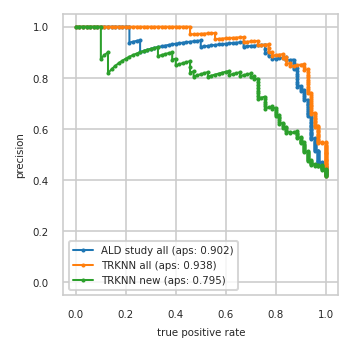 1.0
0.8
0.6
0.4
0.2
0.0
precision
ALD study all (aps: 0.902)
TRKNN all (aps: 0.938)
TRKNN new (aps: 0.795)
0.0 0.2 0.4 0.6 0.8 1.0
true positive rate